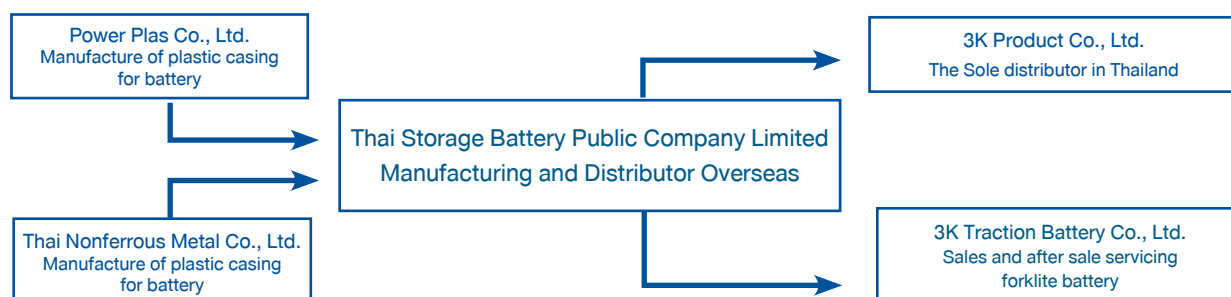 Power Plas Co., Ltd.
Manufacture of plastic casing
for battery
3K Product Co., Ltd.
The Sole distributor in Thailand
Thai Storage Battery Public Company Limited
Manufacturing and Distributor Overseas
Thai Nonferrous Metal Co., Ltd.
Manufacture of plastic casing
for battery
3K Traction Battery Co., Ltd.
Sales and after sale servicing
forklite battery